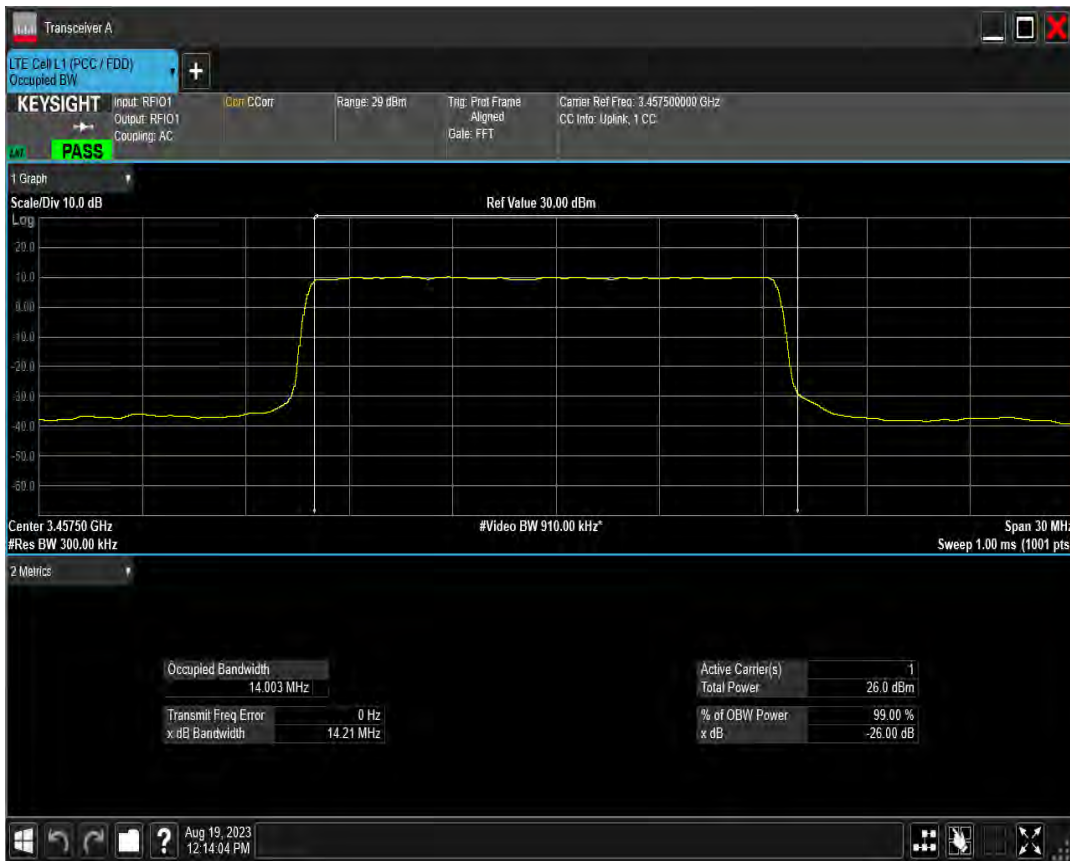 Transceiver A
LTE Cell L1 (PCC / FDD)
Occupied BW
+
KEYSIGHT
Input: RFIO1
Output: RFIO1
Coupling: AC
Corr CCorr
Range: 29 dBm
Trig: Prot Frame
Aligned
Gate: FFT
Carrier Ref Freq: 3.457500000 GHz
CC Info: Uplink, 1 CC
PASS
1 Graph
Scale/Div 10.0 dB
Ref Value 30.00 dBm
Log
20.0
10.0
0.00
-10.0
-20.0
-30.0
-40.0
-50.0
-60.0
Center 3.45750 GHz
#Video BW 910.00 kHz*
Span 30 MHz
#Res BW 300.00 kHz
Sweep 1.00 ms (1001 pts
2 Metrics
Occupied Bandwidth
14.003 MHz
Transmit Freq Error 0 Hz
x dB Bandwidth 14.21 MHz
Active Carrier(s) 1
Total Power 26.0 dBm
% of OBW Power 99.00 %
x dB -26.00 dB
?
Aug 19, 2023
12:14:04 PM